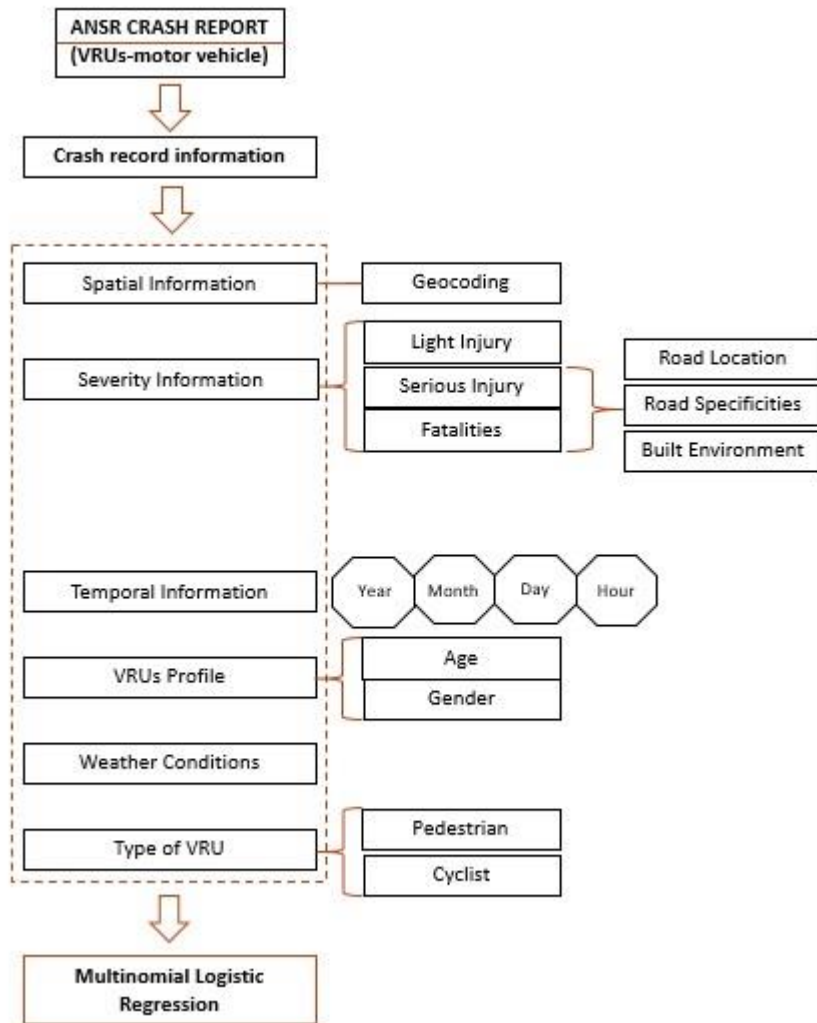 ANSR CRASH REPORT
(VRUs-motor vehicle)
Crash record information
Spatial Information
Geocoding
Severity Information
Light Injury
Serious Injury
Fatalities
Road Location
Road Specificities
Built Environment
Temporal Information
Year
Month
Day
Hour
VRUs Profile
Age
Gender
Weather Conditions
Type of VRU
Pedestrian
Cyclist
Multinomial Logistic
Regression